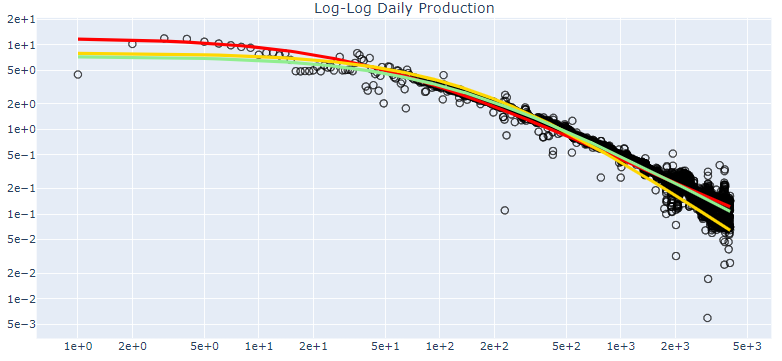 Log-Log Daily Production
2e+1
1e+1
5e+0
2e+0
1e+0
5e−1
2e−1
1e−1
5e−2
2e−2
1e−2
5e−3
1e+0 2e+0 5e+0 1e+1 2e+1 5e+1 1e+2 2e+2 5e+2 1e+3 2e+3 5e+3